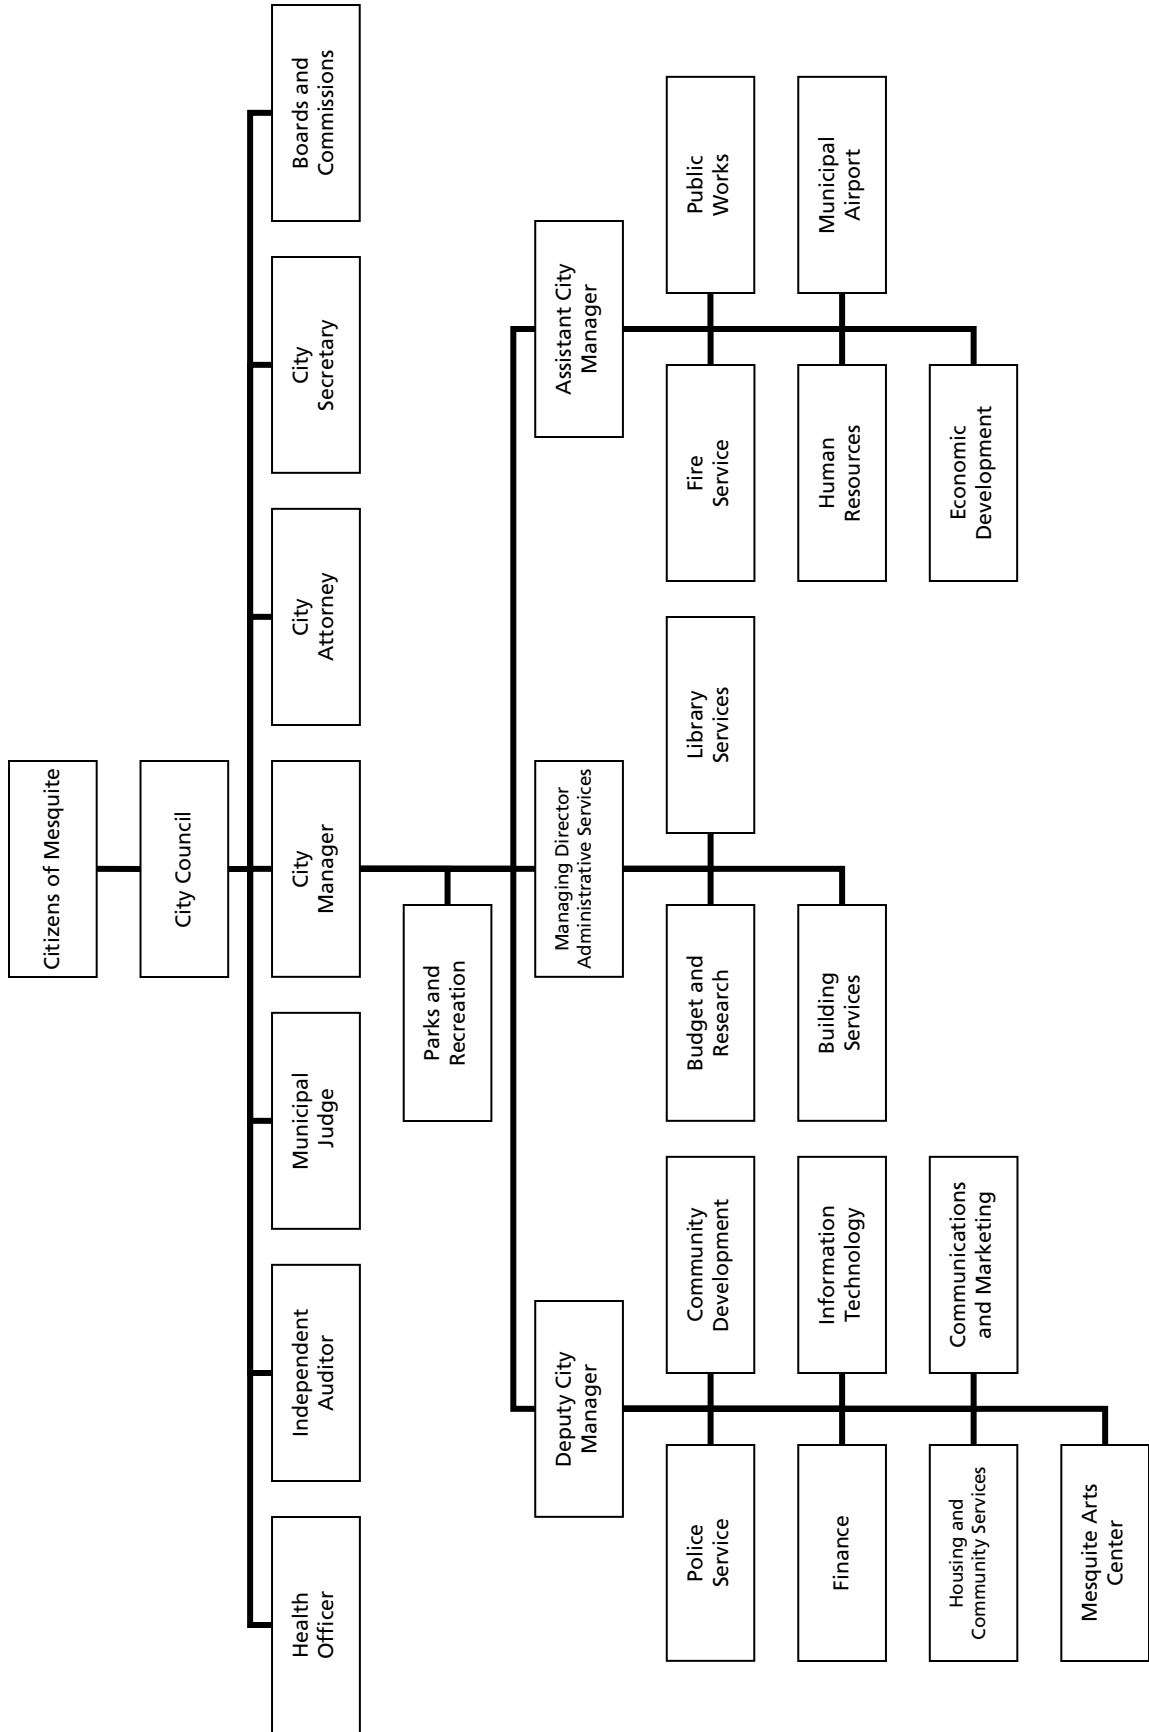 Citizens of Mesquite
City Council
Health
Officer
Independent
Auditor
Municipal
Judge
City
Manager
City
Attorney
City
Secretary
Boards and
Commissions
Parks and
Recreation
Deputy City
Manager
Managing Director
Administrative Services
Assistant City
Manager
Police
Service
Community
Development
Budget and
Research
Library
Services
Fire
Service
Public
Works
Finance
Information
Technology
Building
Services
Human
Resources
Municipal
Airport
Housing and
Community Services
Communications
and Marketing
Economic
Development
Mesquite Arts
Center